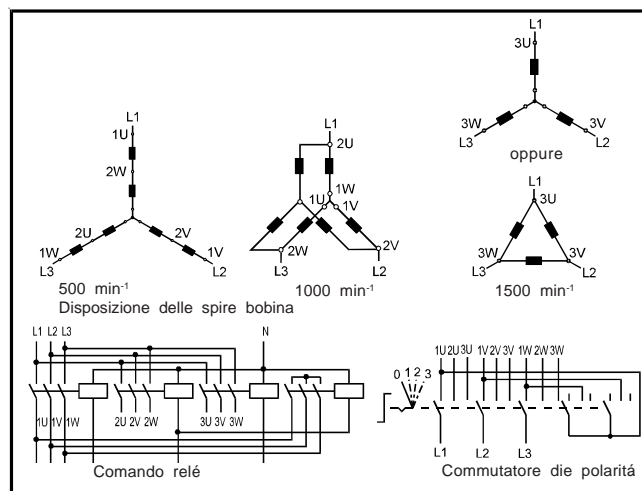 L1
3U
3W
3V
L3
L2
oppure
1U
2W
2U
2V
1W
1V
L3
L2
500 min-1
L1
2U
1W
1U
1V
2W
2V
L3
L2
1000 min-1
L1
3U
3W
3V
L3
L2
1500 min-1
Disposizione delle spire bobina
L1 L2 L3
N
1U 1V 1W
2U 2V 2W
3U 3V 3W
Comando relé
0 1 2 3
1U 2U 3U 1V 2V 3V 1W 2W 3W
L1
L2
L3
Commutatore die polaritá